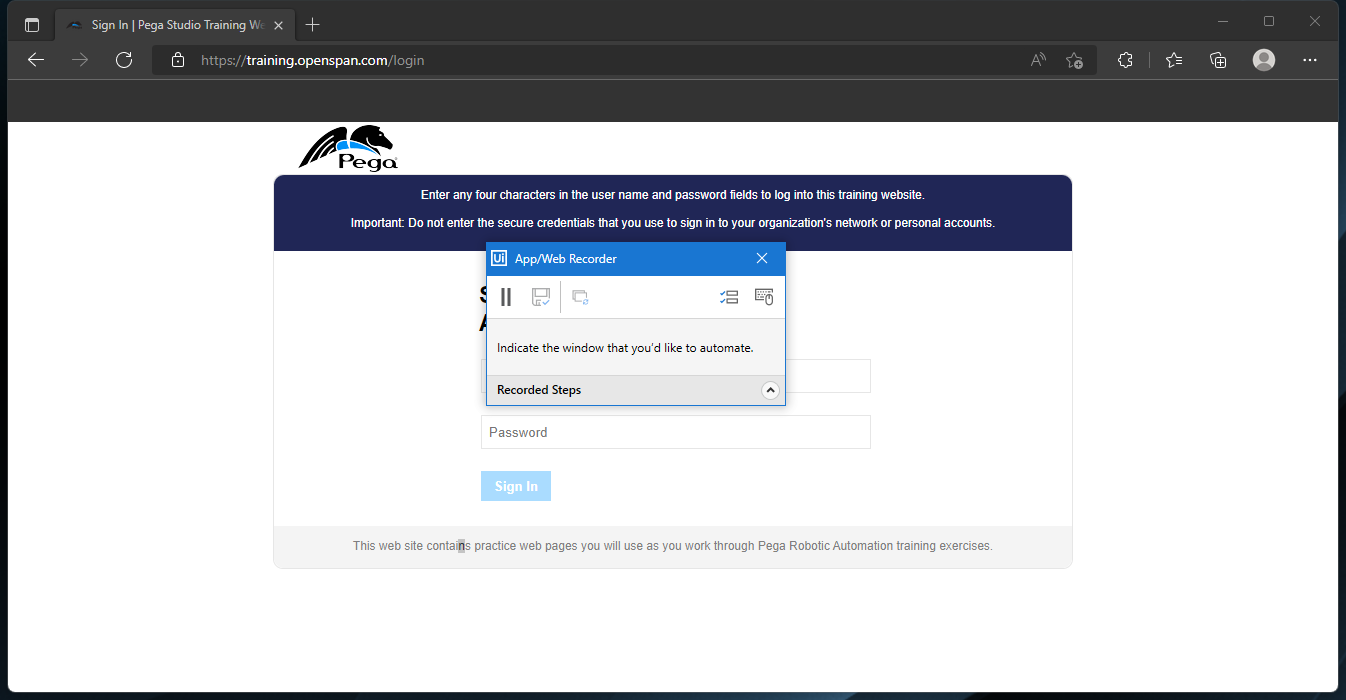 Sign In | Pega Studio Training We
https://training.openspan.com/login
Pega
Enter any four characters in the user name and password fields to log into this training website.
Important: Do not enter the secure credentials that you use to sign in to your organization's network or personal accounts.
Ui App/Web Recorder
Indicate the window that you'd like to automate.
Recorded Steps
Password
Sign In
This web site contains practice web pages you will use as you work through Pega Robotic Automation training exercises.